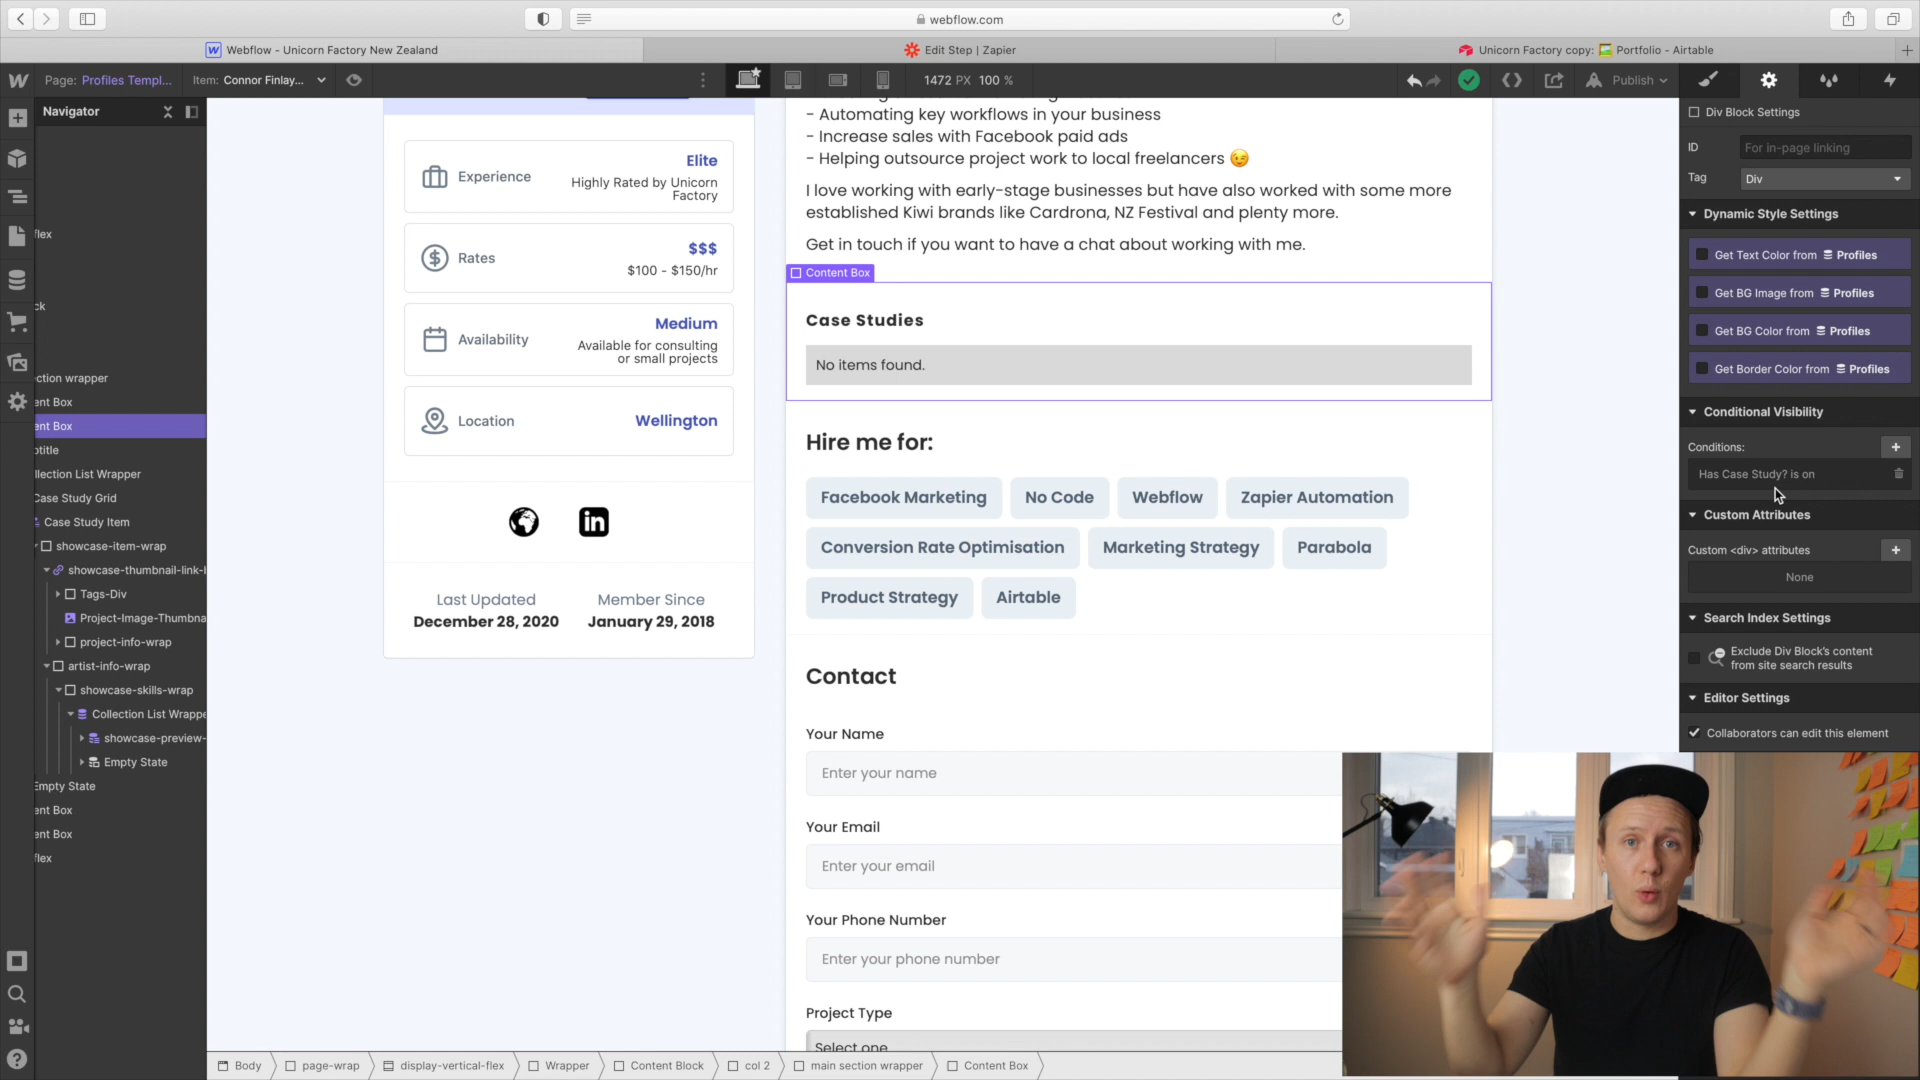 webflow.com
Webflow - Unicorn Factory New Zealand
Edit Step | Zapier
Unicorn Factory copy: Portfolio - Airtable
Page: Profiles Templ...
Item: Connor Finlay...
1472 PX 100 %
Publish
Navigator
flex
ck
ection wrapper
ent Box
ent Box
btitle
llection List Wrapper
Case Study Grid
Case Study Item
showcase-item-wrap
showcase-thumbnail-link-
Tags-Div
Project-Image-Thumbna
project-info-wrap
artist-info-wrap
showcase-skills-wrap
Collection List Wrappe
showcase-preview-
Empty State
Empty State
ent Box
ent Box
flex
Experience
Elite
Highly Rated by Unicorn
Factory
Rates
$$$
$100 - $150/hr
Availability
Medium
Available for consulting
or small projects
Location
Wellington
in
Last Updated
December 28, 2020
Member Since
January 29, 2018
- Automating key workflows in your business
- Increase sales with Facebook paid ads
- Helping outsource project work to local freelancers 😉
I love working with early-stage businesses but have also worked with some more
established Kiwi brands like Cardrona, NZ Festival and plenty more.
Get in touch if you want to have a chat about working with me.
Content Box
Case Studies
No items found.
Hire me for:
Facebook Marketing
No Code
Webflow
Zapier Automation
Conversion Rate Optimisation
Marketing Strategy
Parabola
Product Strategy
Airtable
Contact
Your Name
Enter your name
Your Email
Enter your email
Your Phone Number
Enter your phone number
Project Type
Select one
Body
page-wrap
display-vertical-flex
Wrapper
Content Block
col 2
main section wrapper
Content Box
Div Block Settings
ID
For in-page linking
Tag
Div
Dynamic Style Settings
Get Text Color from Profiles
Get BG Image from Profiles
Get BG Color from Profiles
Get Border Color from Profiles
Conditional Visibility
Conditions:
Has Case Study? is on
Custom Attributes
Custom <div> attributes
None
Search Index Settings
Exclude Div Block's content
from site search results
Editor Settings
Collaborators can edit this element